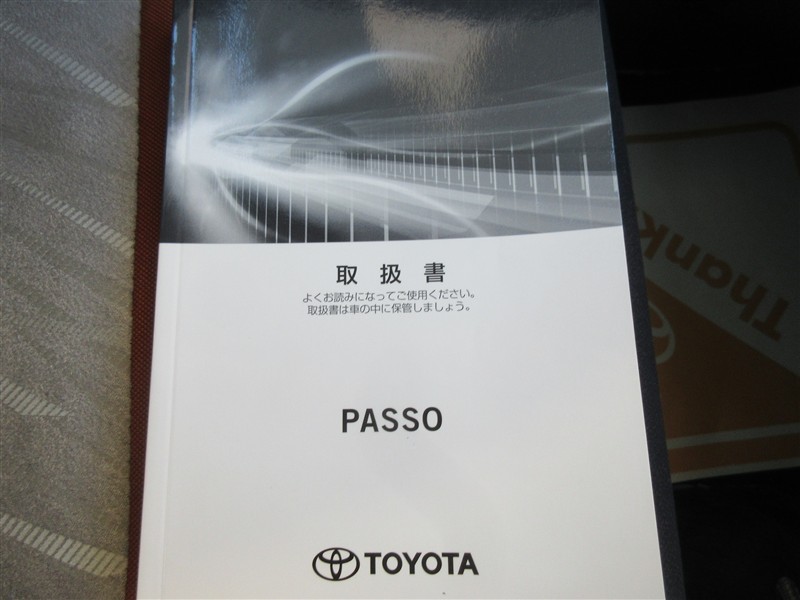 取扱書
よくお読みになってご使用ください。
取扱書は車の中に保管しましょう。
PASSO
TOYOTA
Thank